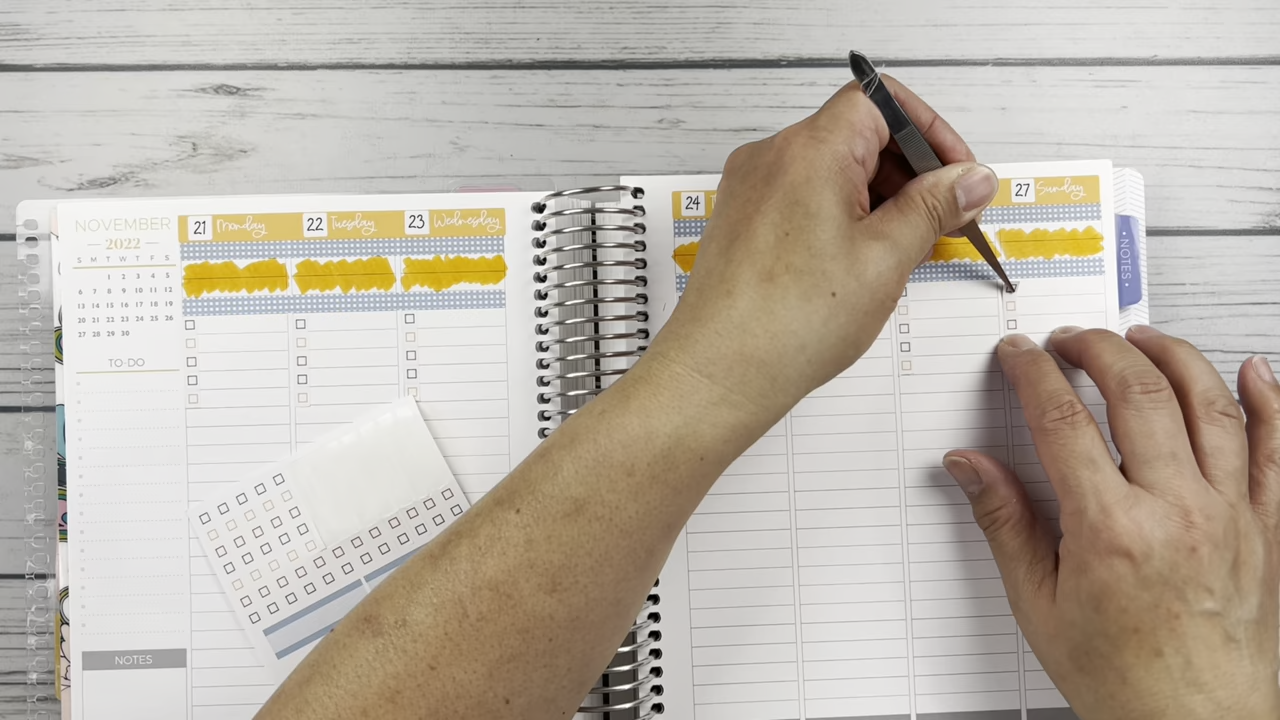 NOVEMBER
2022
S M T W T F S
1 2 3 4 5
6 7 8 9 10 11 12
13 14 15 16 17 18 19
20 21 22 23 24 25 26
27 28 29 30
TO-DO
NOTES
21 Monday
22 Tuesday
23 Wednesday
24
27 Sunday
• NOTES •